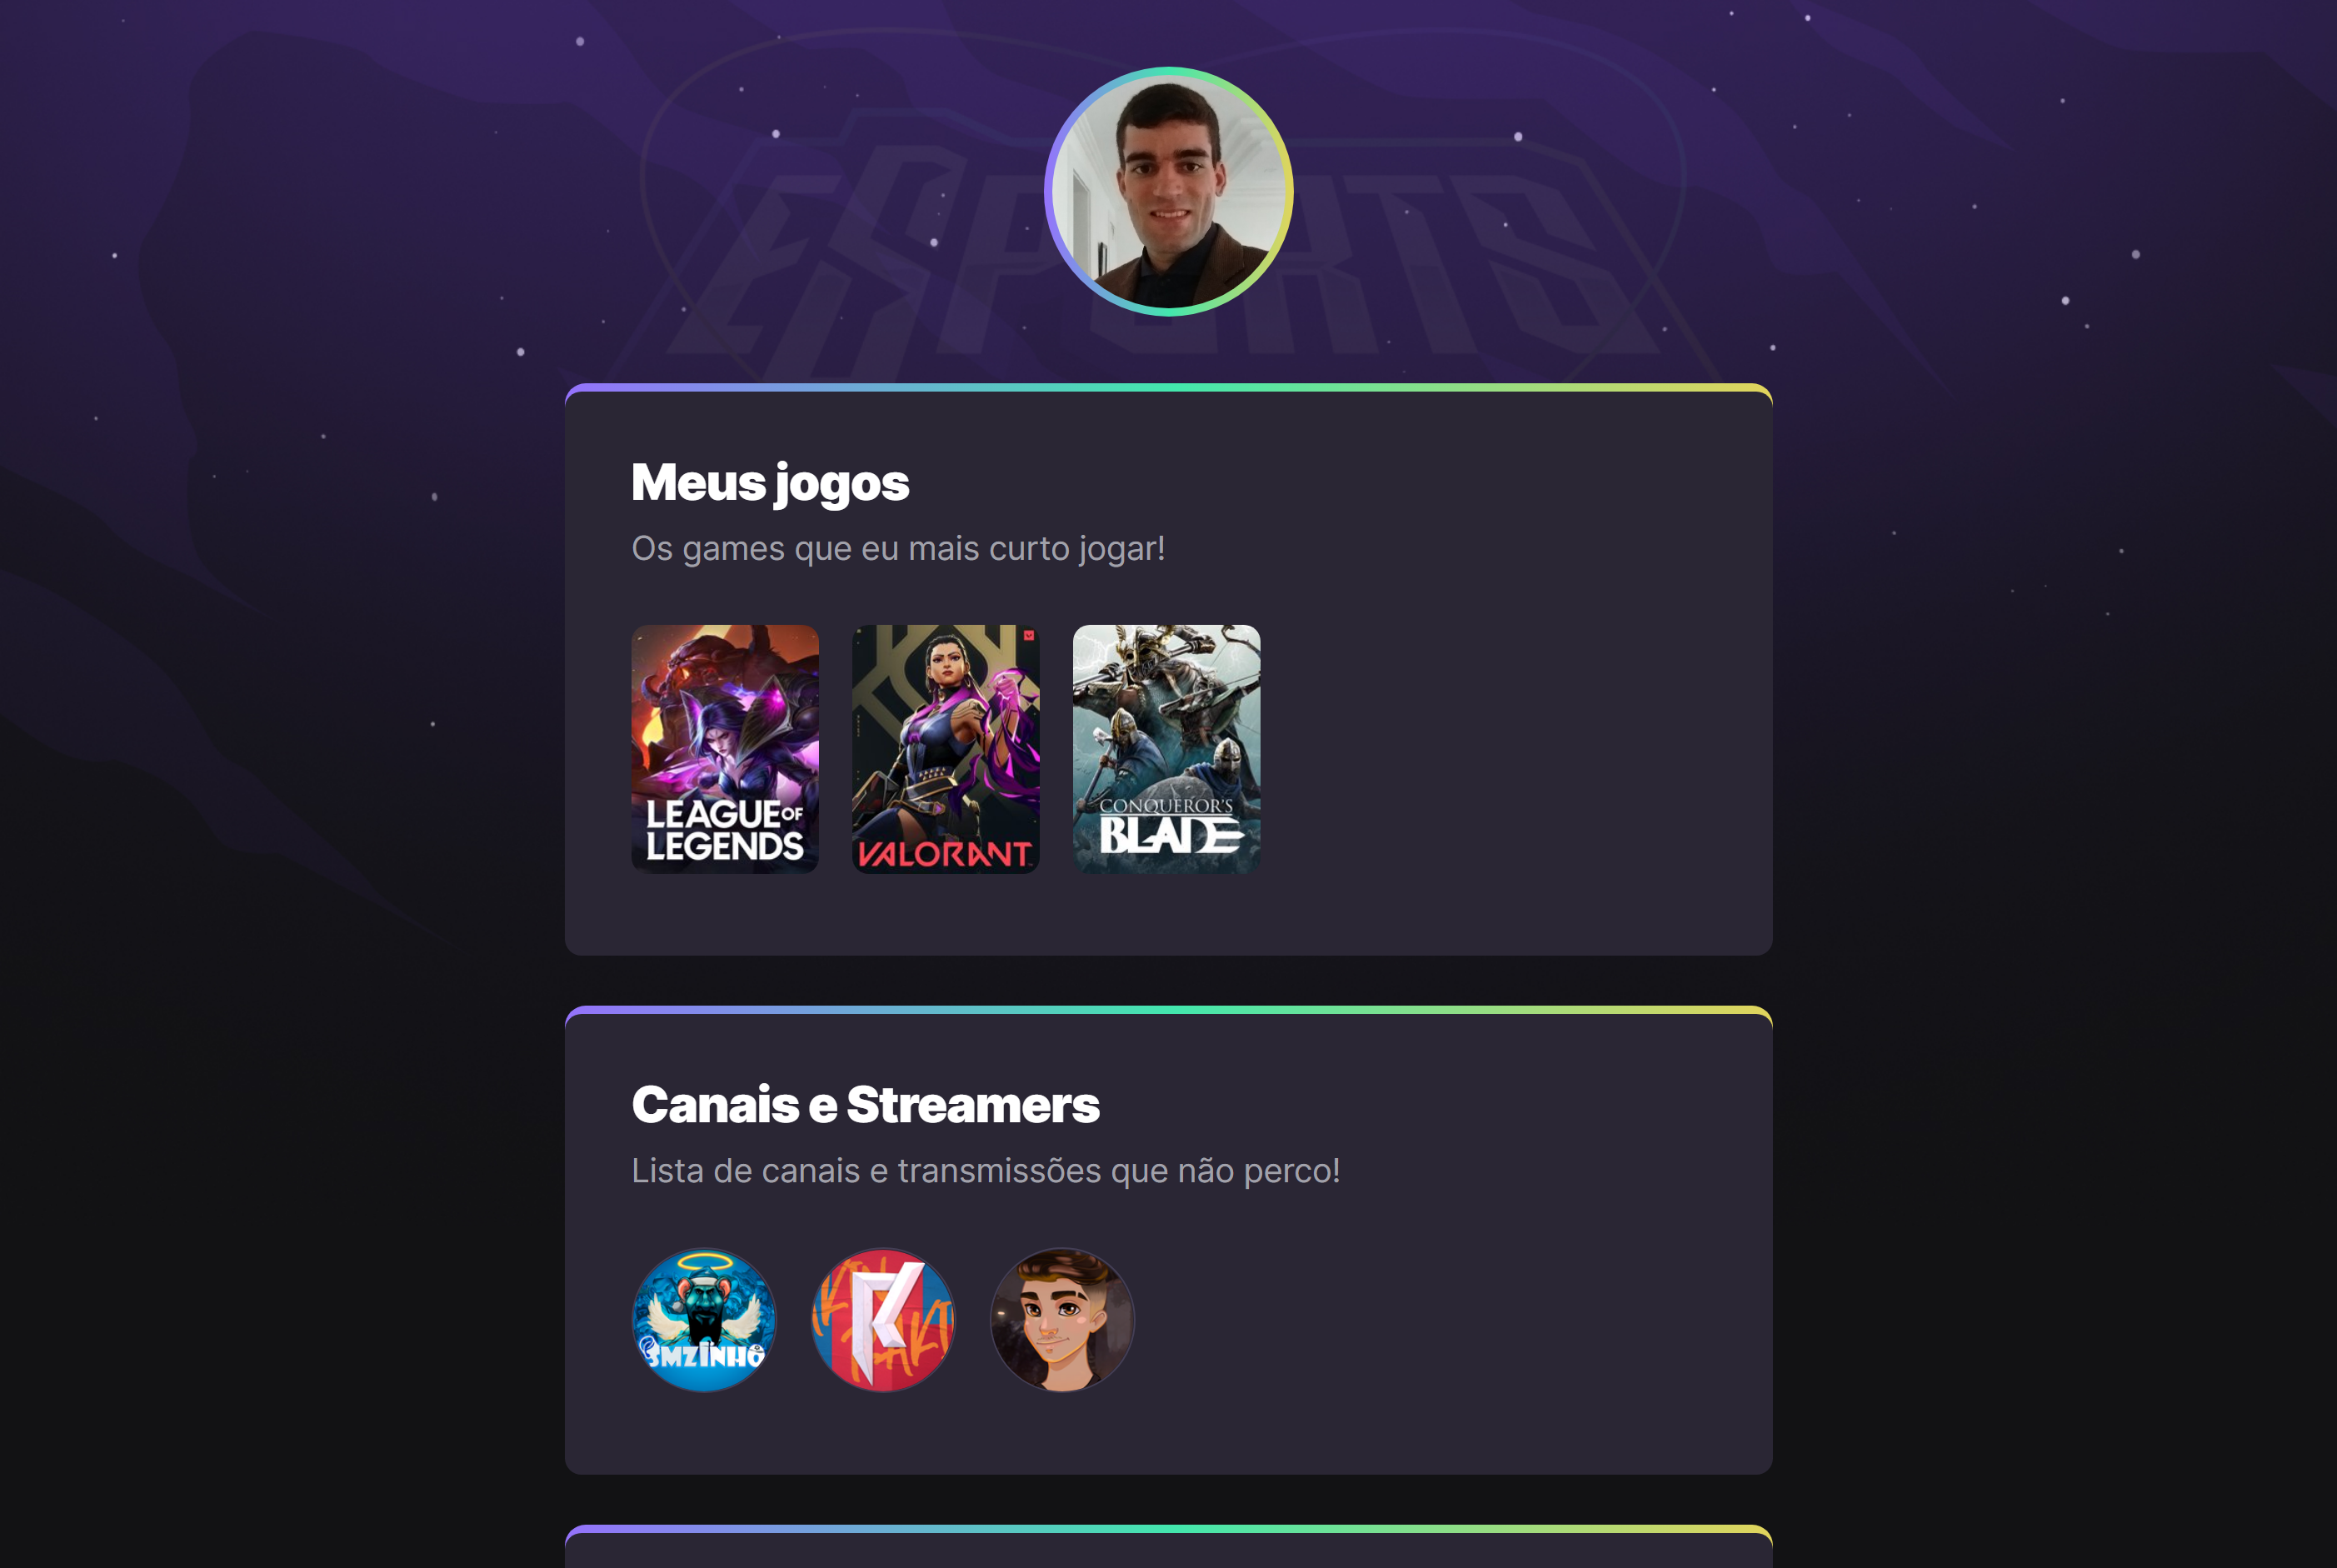 ESPORTS
Meus jogos
Os games que eu mais curto jogar!
LEAGUE OF
LEGENDS
VALORANT
CONQUEROR'S
BLADE
Canais e Streamers
Lista de canais e transmissões que não perco!
3MZINHO